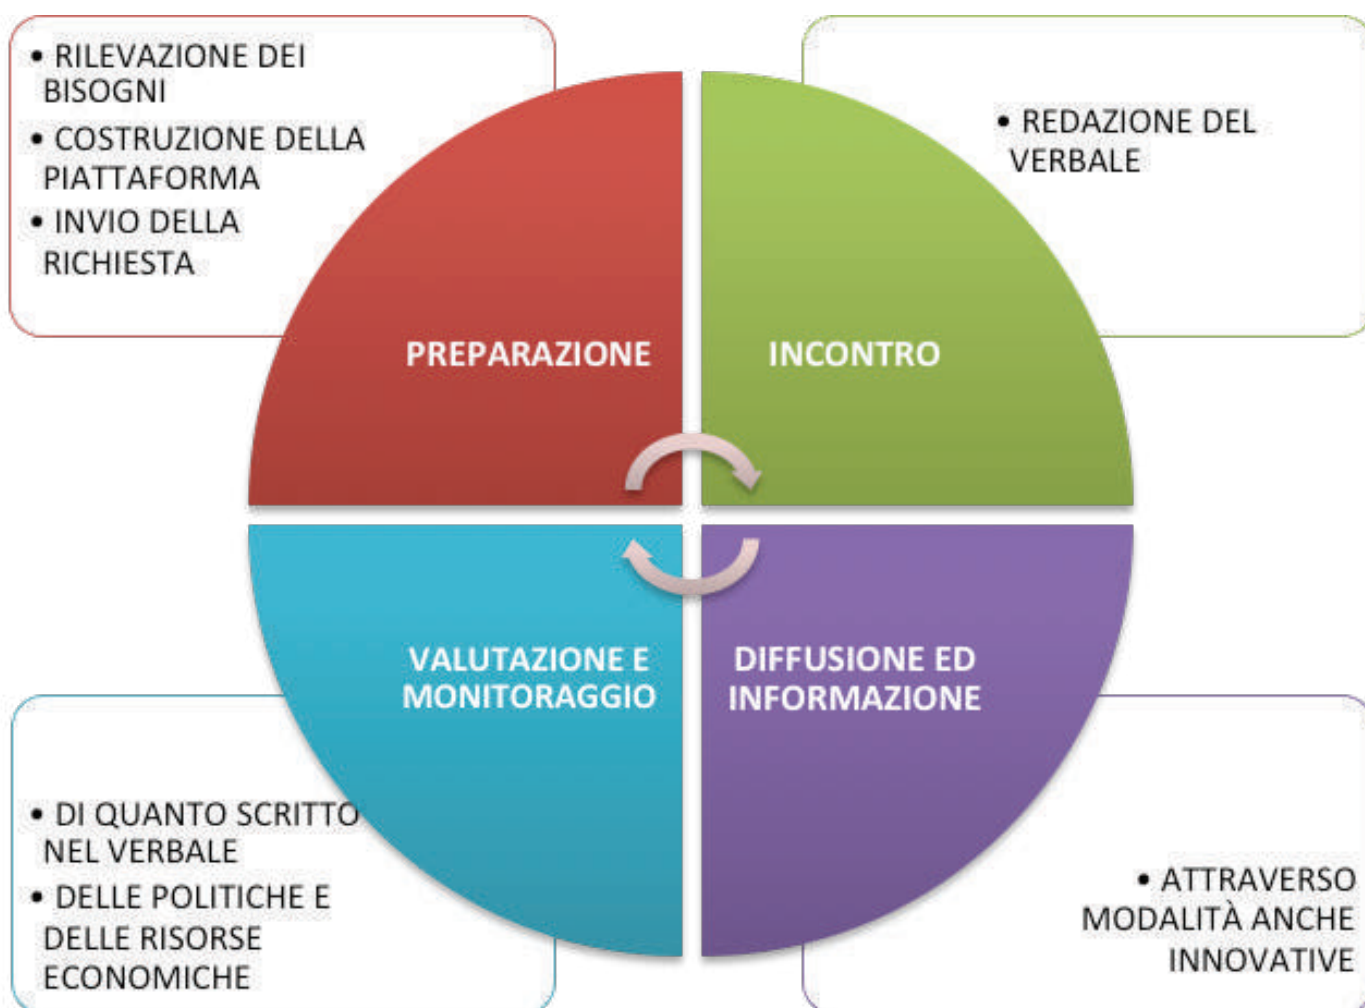 • RILEVAZIONE DEI
BISOGNI
• COSTRUZIONE DELLA
PIATTAFORMA
• INVIO DELLA
RICHIESTA
• REDAZIONE DEL
VERBALE
PREPARAZIONE
INCONTRO
VALUTAZIONE E
MONITORAGGIO
DIFFUSIONE ED
INFORMAZIONE
• DI QUANTO SCRITTO
NEL VERBALE
• DELLE POLITICHE E
DELLE RISORSE
ECONOMICHE
• ATTRAVERSO
MODALITÀ ANCHE
INNOVATIVE